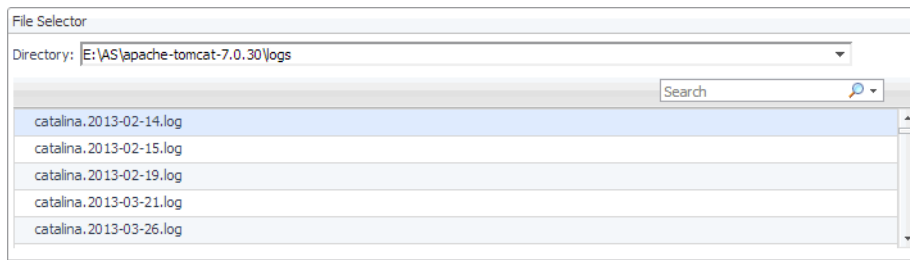 File Selector
Directory: E:\AS\apache-tomcat-7.0.30\logs
Search
catalina.2013-02-14.log
catalina.2013-02-15.log
catalina.2013-02-19.log
catalina.2013-03-21.log
catalina.2013-03-26.log